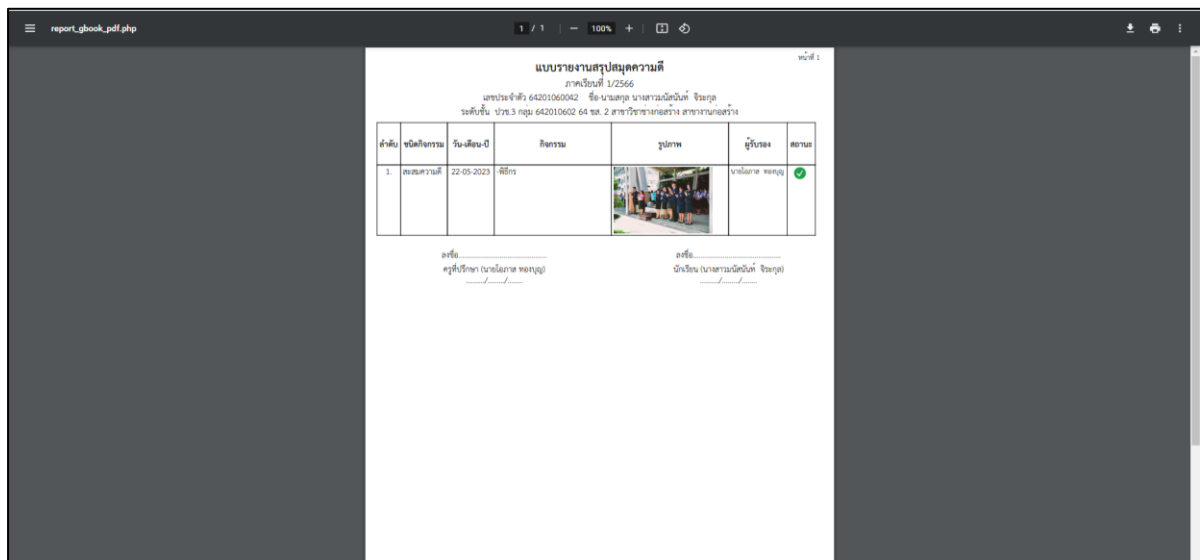 report_gbook_pdf.php
1 / 1
100%
หน้าที่ 1
แบบรายงานสรุปสมุดความดี
ภาคเรียนที่ 1/2566
เลขประจำตัว 64201060042 ชื่อ-นามสกุล นางสาวมนัสนันท์ จิระกุล
ระดับชั้น ปวช.3 กลุ่ม 642010602 64 ชส. 2 สาขาวิชาช่างก่อสร้าง สาขางานก่อสร้าง
ลำดับ ชนิดกิจกรรม วัน-เดือน-ปี กิจกรรม รูปภาพ ผู้รับรอง สถานะ
1. สะสมความดี 22-05-2023 -พิธีกร นายโอภาส ทองบุญ
ลงชื่อ.................................... ลงชื่อ....................................
ครูที่ปรึกษา (นายโอภาส ทองบุญ) นักเรียน (นางสาวมนัสนันท์ จิระกุล)
......../......../....... ......../......../.......